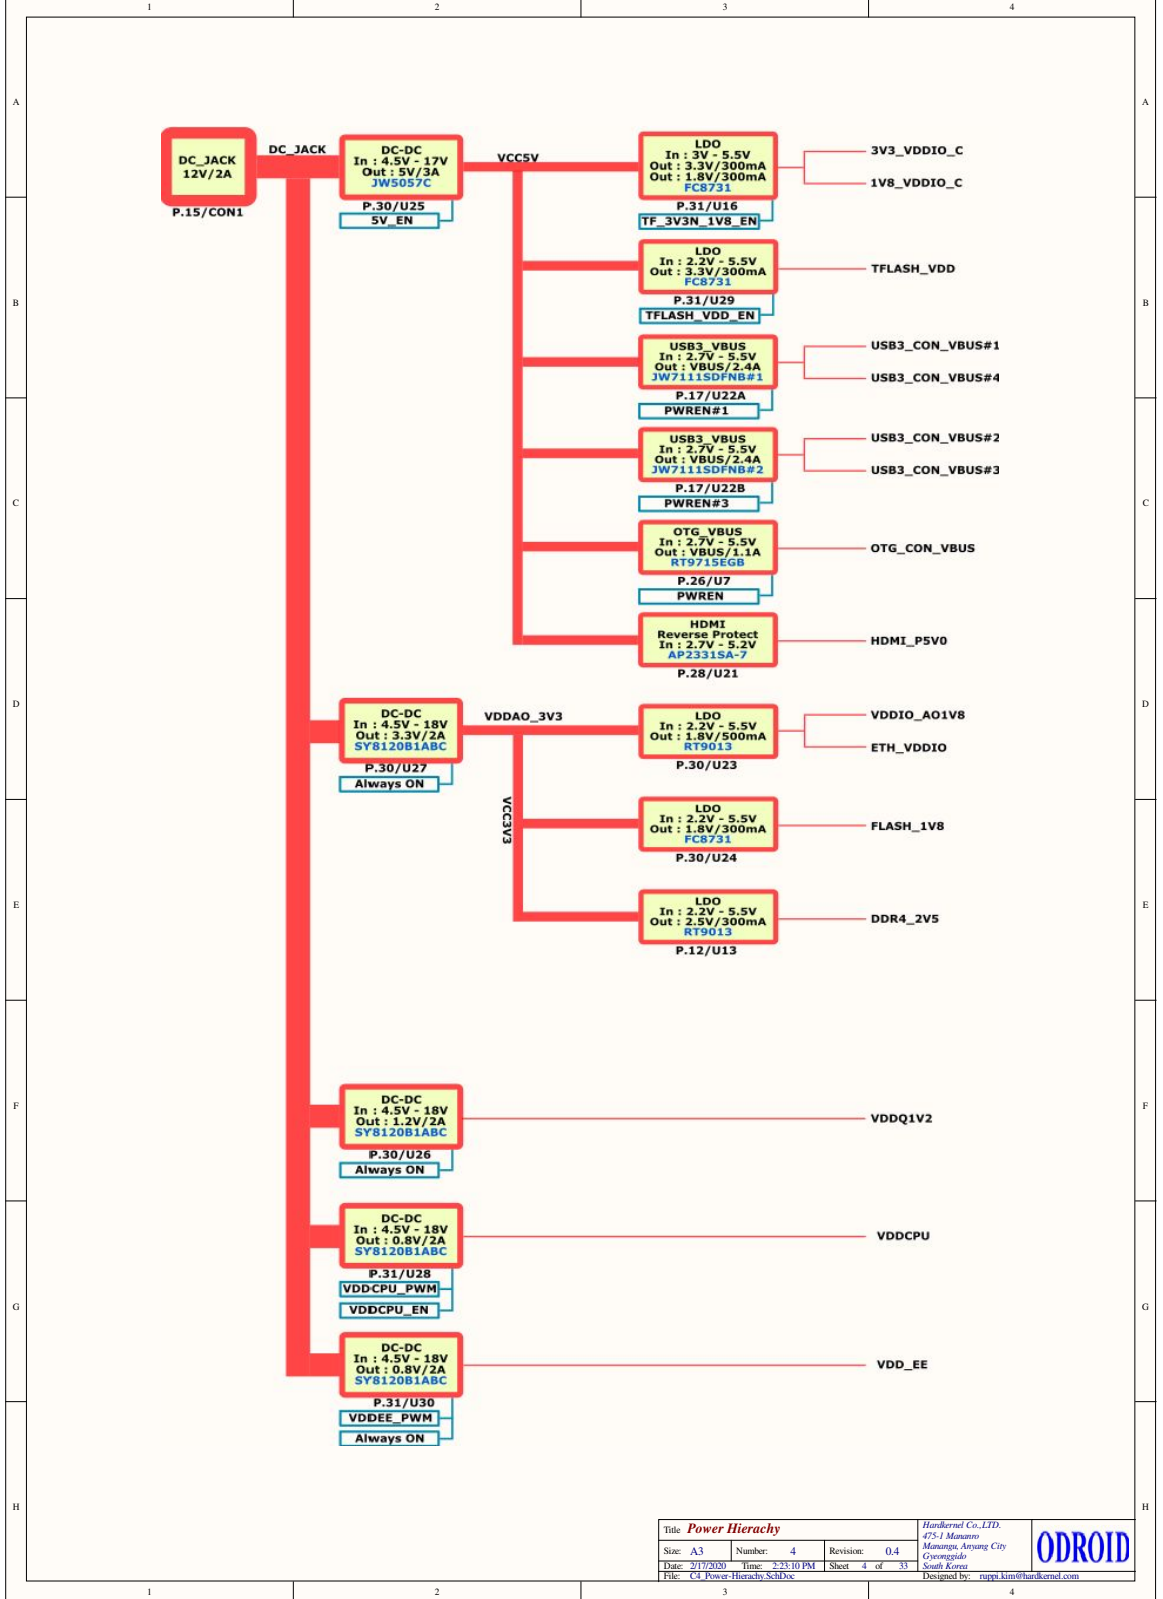 1 2 3 4
A A
B B
C C
D D
E E
F F
G G
H H
DC_JACK
12V/2A
P.15/CON1
DC_JACK
DC-DC
In : 4.5V - 17V
Out : 5V/3A
JW5057C
P.30/U25
5V_EN
VCC5V
LDO
In : 3V - 5.5V
Out : 3.3V/300mA
Out : 1.8V/300mA
FC8731
P.31/U16
TF_3V3N_1V8_EN
3V3_VDDIO_C
1V8_VDDIO_C
LDO
In : 2.2V - 5.5V
Out : 3.3V/300mA
FC8731
P.31/U29
TFLASH_VDD_EN
TFLASH_VDD
USB3_VBUS
In : 2.7V - 5.5V
Out : VBUS/2.4A
JW7111SDFNB#1
P.17/U22A
PWREN#1
USB3_CON_VBUS#1
USB3_CON_VBUS#4
USB3_VBUS
In : 2.7V - 5.5V
Out : VBUS/2.4A
JW7111SDFNB#2
P.17/U22B
PWREN#3
USB3_CON_VBUS#2
USB3_CON_VBUS#3
OTG_VBUS
In : 2.7V - 5.5V
Out : VBUS/1.1A
RT9715EGB
P.26/U7
PWREN
OTG_CON_VBUS
HDMI
Reverse Protect
In : 2.7V - 5.2V
AP2331SA-7
P.28/U21
HDMI_P5V0
DC-DC
In : 4.5V - 18V
Out : 3.3V/2A
SY8120B1ABC
P.30/U27
Always ON
VDDAO_3V3
VCC3V3
LDO
In : 2.2V - 5.5V
Out : 1.8V/500mA
RT9013
P.30/U23
VDDIO_AO1V8
ETH_VDDIO
LDO
In : 2.2V - 5.5V
Out : 1.8V/300mA
FC8731
P.30/U24
FLASH_1V8
LDO
In : 2.2V - 5.5V
Out : 2.5V/300mA
RT9013
P.12/U13
DDR4_2V5
DC-DC
In : 4.5V - 18V
Out : 1.2V/2A
SY8120B1ABC
P.30/U26
Always ON
VDDQ1V2
DC-DC
In : 4.5V - 18V
Out : 0.8V/2A
SY8120B1ABC
P.31/U28
VDDCPU_PWM
VDDCPU_EN
VDDCPU
DC-DC
In : 4.5V - 18V
Out : 0.8V/2A
SY8120B1ABC
P.31/U30
VDDEE_PWM
Always ON
VDD_EE
Title Power Hierachy
Size: A3 Number: 4 Revision: 0.4
Date: 2/17/2020 Time: 2:23:10 PM Sheet 4 of 33
File: C4_Power-Hierachy.SchDoc
Hardkernel Co.,LTD.
475-1 Mananro
Manangu, Anyang City
Gyeonggido
South Korea
Designed by: ruppi.kim@hardkernel.com
ODROID
1 2 3 4